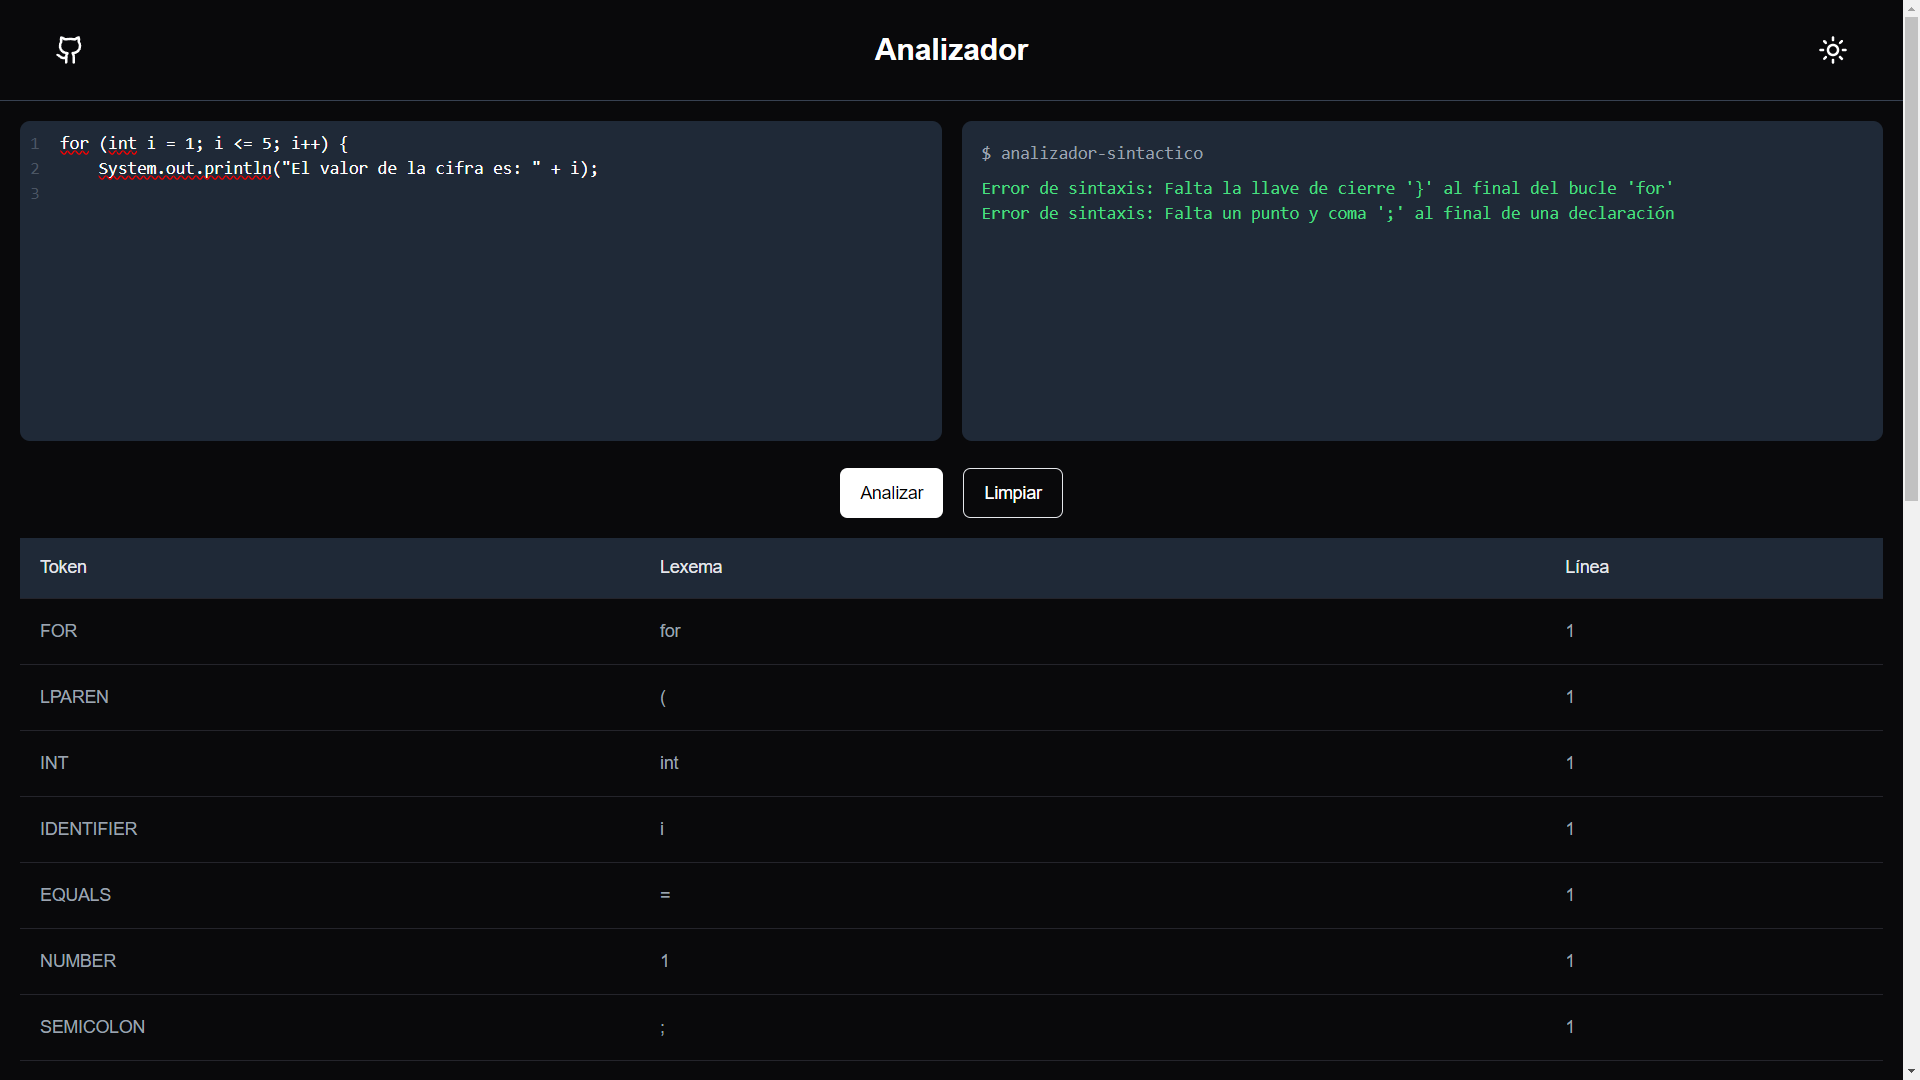 Analizador
1 for (int i = 1; i <= 5; i++) {
2     System.out.println("El valor de la cifra es: " + i);
3
$ analizador-sintactico
Error de sintaxis: Falta la llave de cierre '}' al final del bucle 'for'
Error de sintaxis: Falta un punto y coma ';' al final de una declaración
Analizar Limpiar
Token Lexema Línea
FOR for 1
LPAREN ( 1
INT int 1
IDENTIFIER i 1
EQUALS = 1
NUMBER 1 1
SEMICOLON ; 1